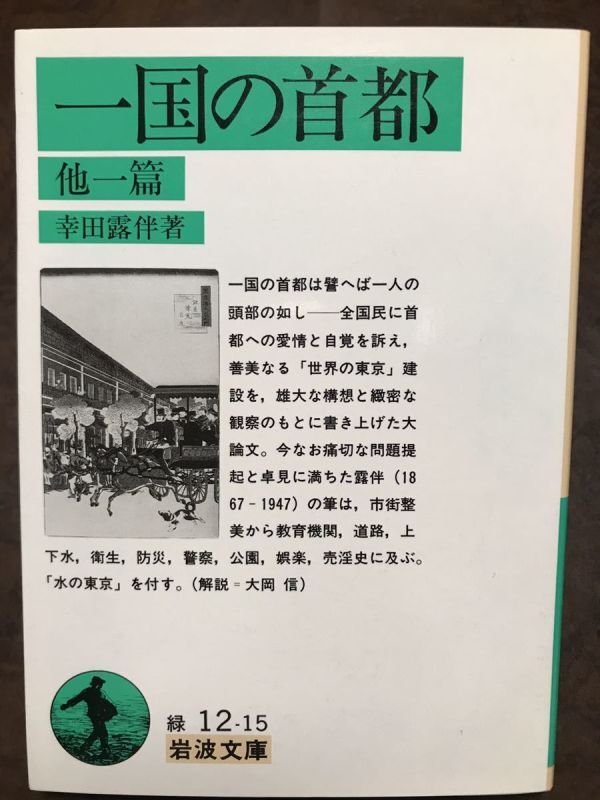 一国の首都
他一篇
幸田露伴著
一国の首都は譬へば一人の
頭部の如し――全国民に首
都への愛情と自覚を訴え，
善美なる「世界の東京」建
設を，雄大な構想と緻密な
観察のもとに書き上げた大
論文。今なお痛切な問題提
起と卓見に満ちた露伴（18
67‐1947）の筆は，市街整
美から教育機関，道路，上
下水，衛生，防災，警察，公園，娯楽，売淫史に及ぶ。
「水の東京」を付す。（解説＝大岡 信）
緑 12-15
岩波文庫